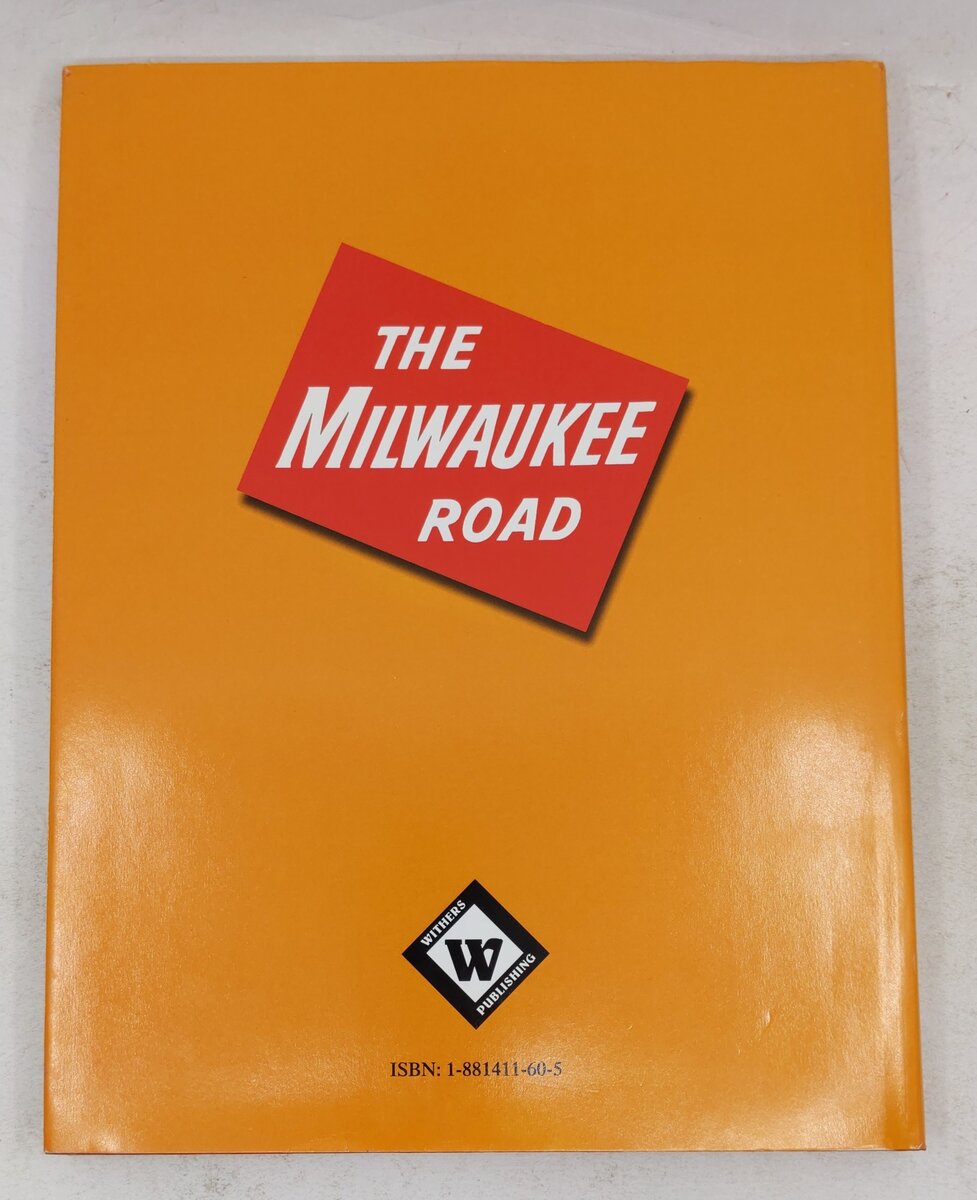 THE
MILWAUKEE
ROAD
WITHERS
W
PUBLISHING
ISBN: 1-881411-60-5